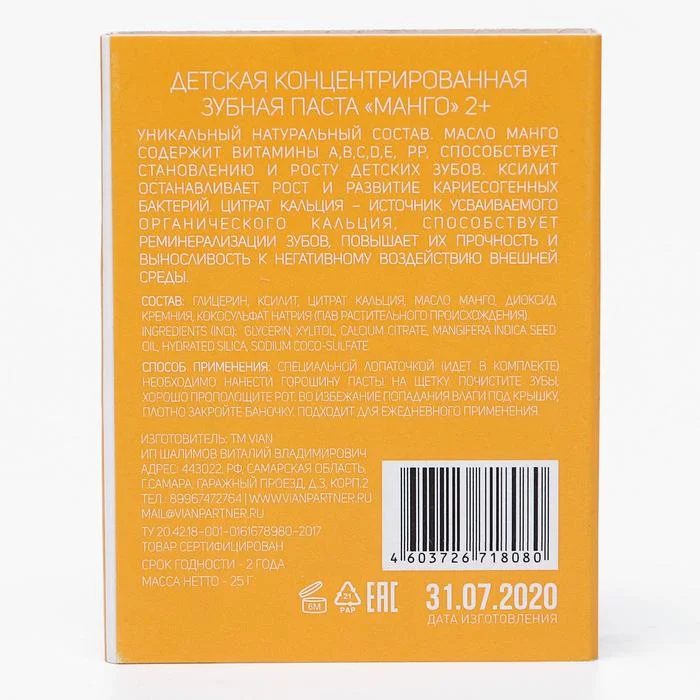 ДЕТСКАЯ КОНЦЕНТРИРОВАННАЯ
ЗУБНАЯ ПАСТА «МАНГО» 2+
УНИКАЛЬНЫЙ НАТУРАЛЬНЫЙ СОСТАВ. МАСЛО МАНГО
СОДЕРЖИТ ВИТАМИНЫ A,B,C,D,E, PP, СПОСОБСТВУЕТ
СТАНОВЛЕНИЮ И РОСТУ ДЕТСКИХ ЗУБОВ. КСИЛИТ
ОСТАНАВЛИВАЕТ РОСТ И РАЗВИТИЕ КАРИЕСОГЕННЫХ
БАКТЕРИЙ. ЦИТРАТ КАЛЬЦИЯ – ИСТОЧНИК УСВАИВАЕМОГО
ОРГАНИЧЕСКОГО КАЛЬЦИЯ, СПОСОБСТВУЕТ
РЕМИНЕРАЛИЗАЦИИ ЗУБОВ, ПОВЫШАЕТ ИХ ПРОЧНОСТЬ И
ВЫНОСЛИВОСТЬ К НЕГАТИВНОМУ ВОЗДЕЙСТВИЮ ВНЕШНЕЙ
СРЕДЫ.
СОСТАВ: ГЛИЦЕРИН, КСИЛИТ, ЦИТРАТ КАЛЬЦИЯ, МАСЛО МАНГО, ДИОКСИД
КРЕМНИЯ, КОКОСУЛЬФАТ НАТРИЯ (ПАВ РАСТИТЕЛЬНОГО ПРОИСХОЖДЕНИЯ).
INGREDIENTS (INCI): GLYCERIN, XYLITOL, CALCIUM CITRATE, MANGIFERA INDICA SEED
OIL, HYDRATED SILICA, SODIUM COCO-SULFATE.
СПОСОБ ПРИМЕНЕНИЯ: СПЕЦИАЛЬНОЙ ЛОПАТОЧКОЙ (ИДЕТ В КОМПЛЕКТЕ)
НЕОБХОДИМО НАНЕСТИ ГОРОШИНУ ПАСТЫ НА ЩЕТКУ. ПОЧИСТИТЕ ЗУБЫ,
ХОРОШО ПРОПОЛОЩИТЕ РОТ. ВО ИЗБЕЖАНИЕ ПОПАДАНИЯ ВЛАГИ ПОД КРЫШКУ,
ПЛОТНО ЗАКРОЙТЕ БАНОЧКУ. ПОДХОДИТ ДЛЯ ЕЖЕДНЕВНОГО ПРИМЕНЕНИЯ.
ИЗГОТОВИТЕЛЬ: ТМ VIAN
ИП ШАЛИМОВ ВИТАЛИЙ ВЛАДИМИРОВИЧ
АДРЕС: 443022, РФ, САМАРСКАЯ ОБЛАСТЬ,
Г.САМАРА, ГАРАЖНЫЙ ПРОЕЗД, Д.3, КОРП.2
ТЕЛ.: 89967472764 | WWW.VIANPARTNER.RU
MAIL@VIANPARTNER.RU
ТУ 20.42.18-001-0161678980-2017
ТОВАР СЕРТИФИЦИРОВАН
СРОК ГОДНОСТИ - 2 ГОДА
МАССА НЕТТО - 25 Г.
4 603726 718080
6M
21
PAP
EAC
31.07.2020
ДАТА ИЗГОТОВЛЕНИЯ